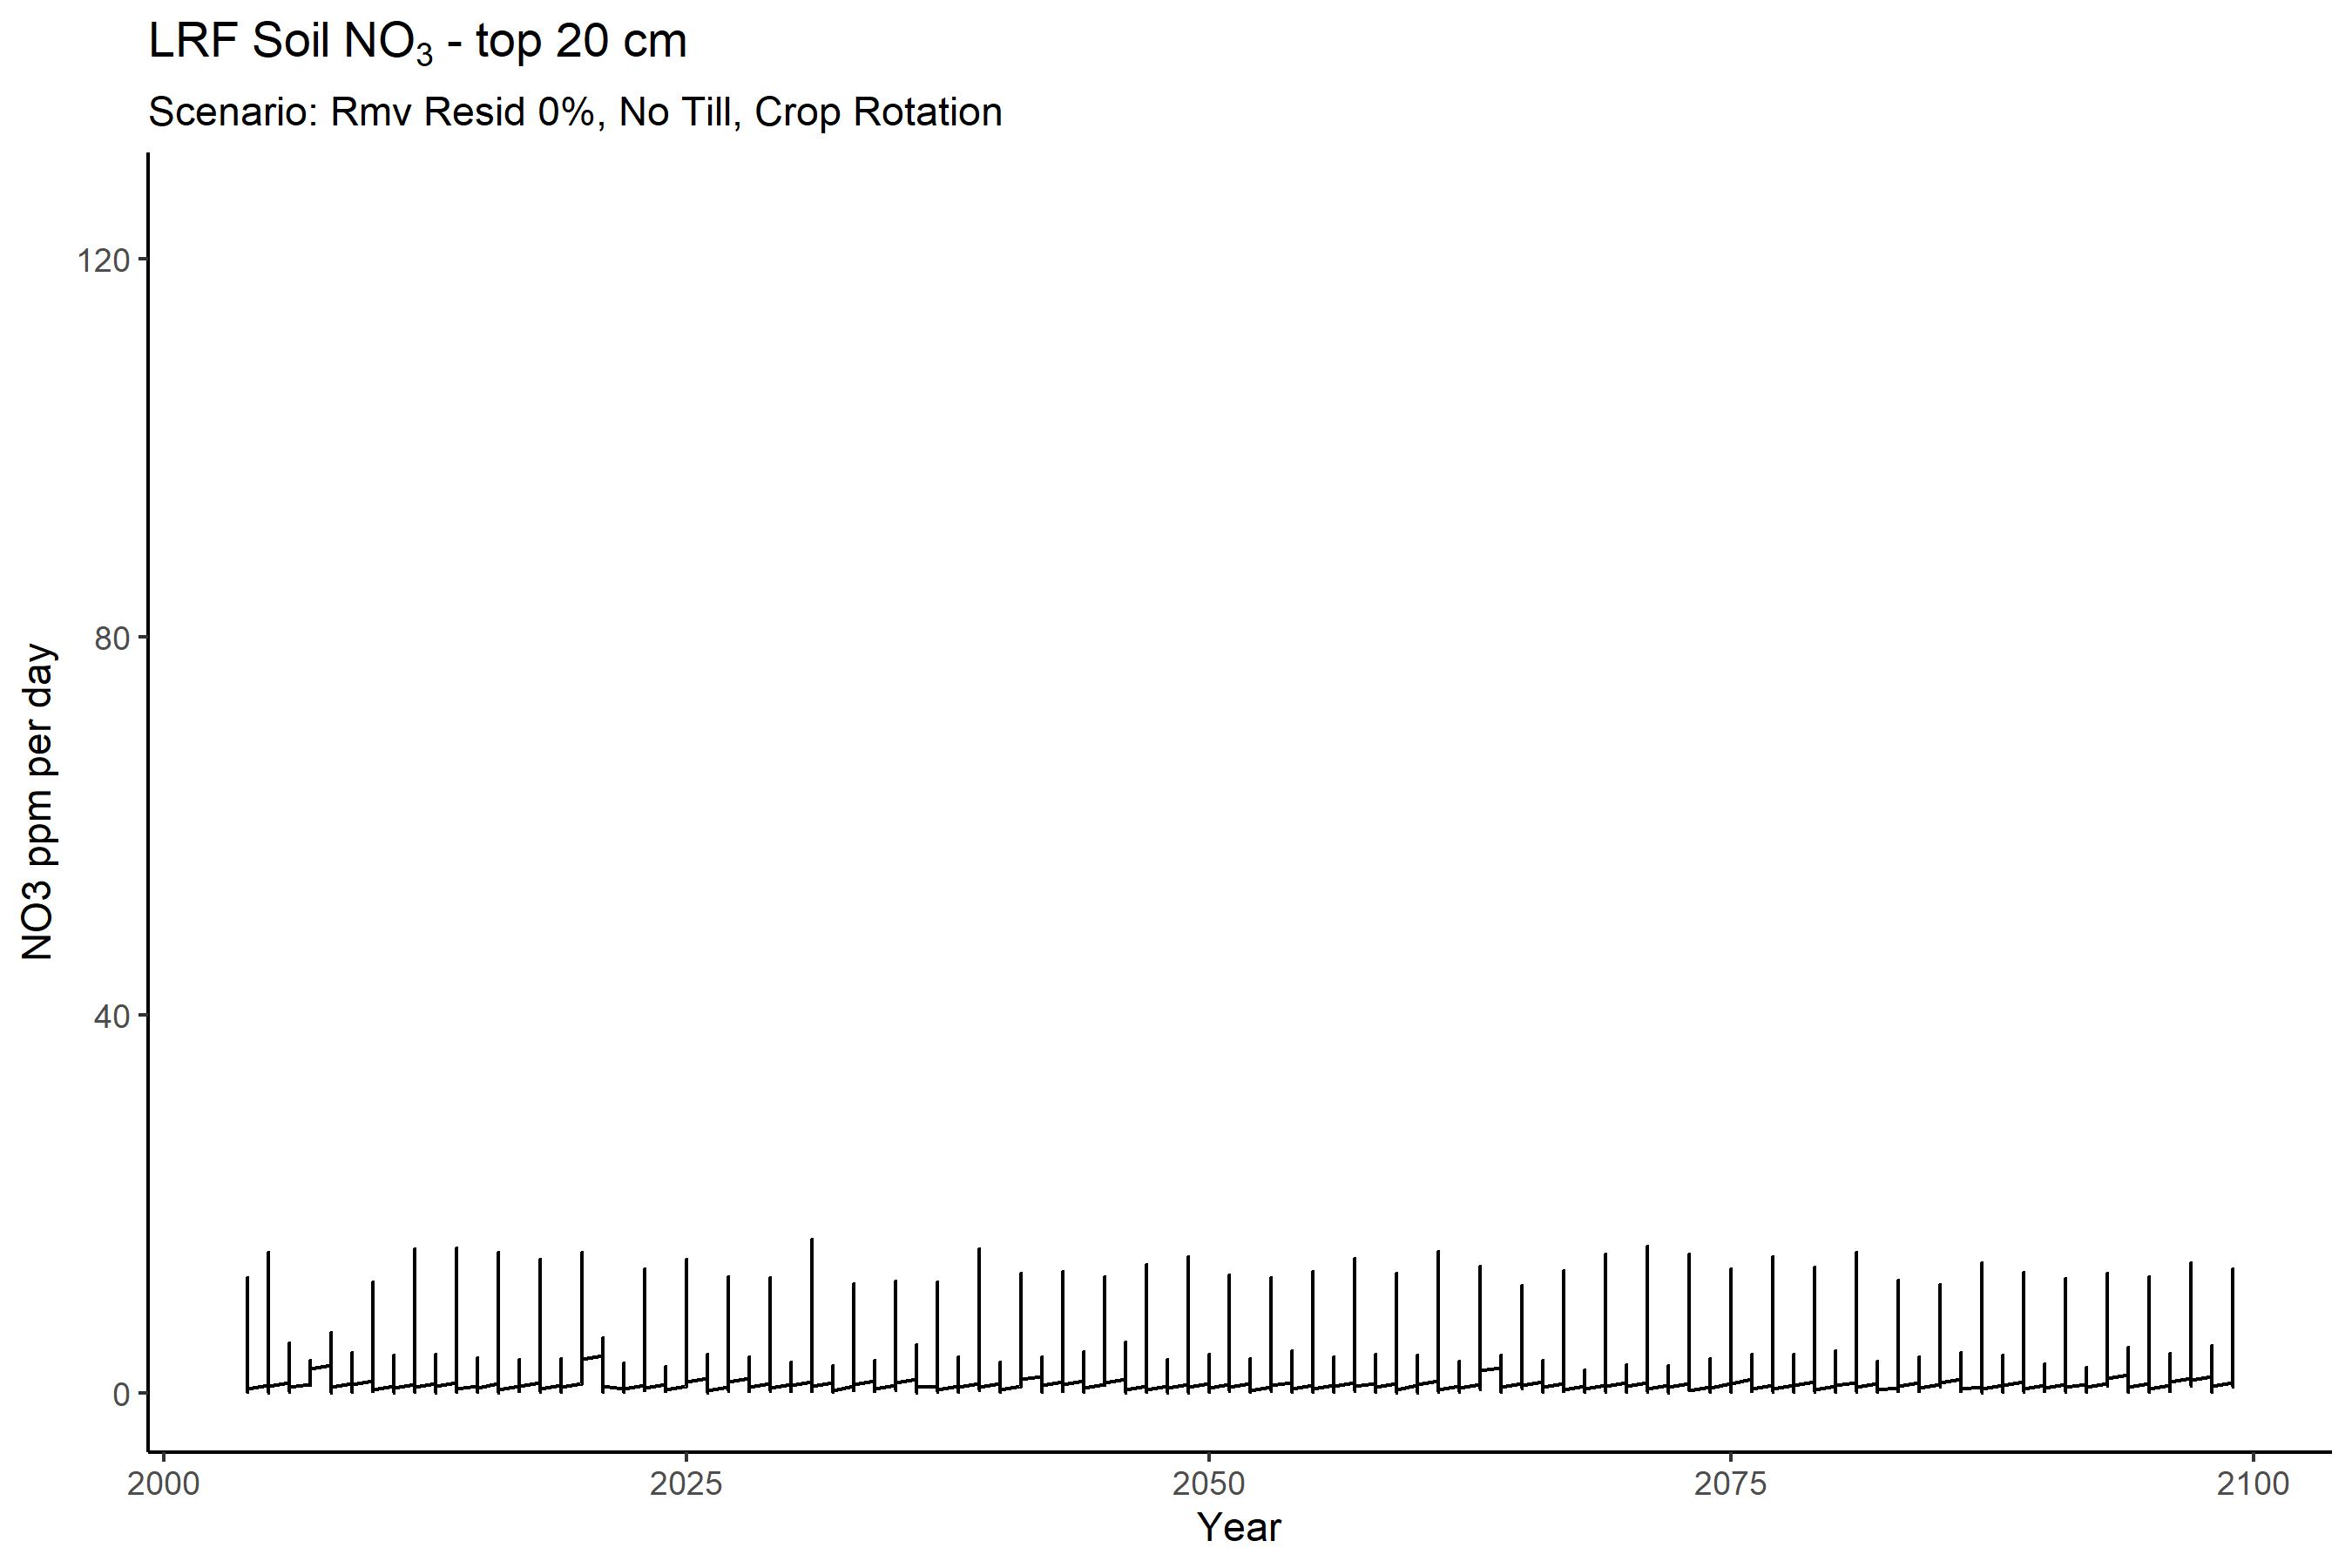 LRF Soil NO₃ - top 20 cm
Scenario: Rmv Resid 0%, No Till, Crop Rotation
NO3 ppm per day
120
80
40
0
2000 2025 2050 2075 2100
Year